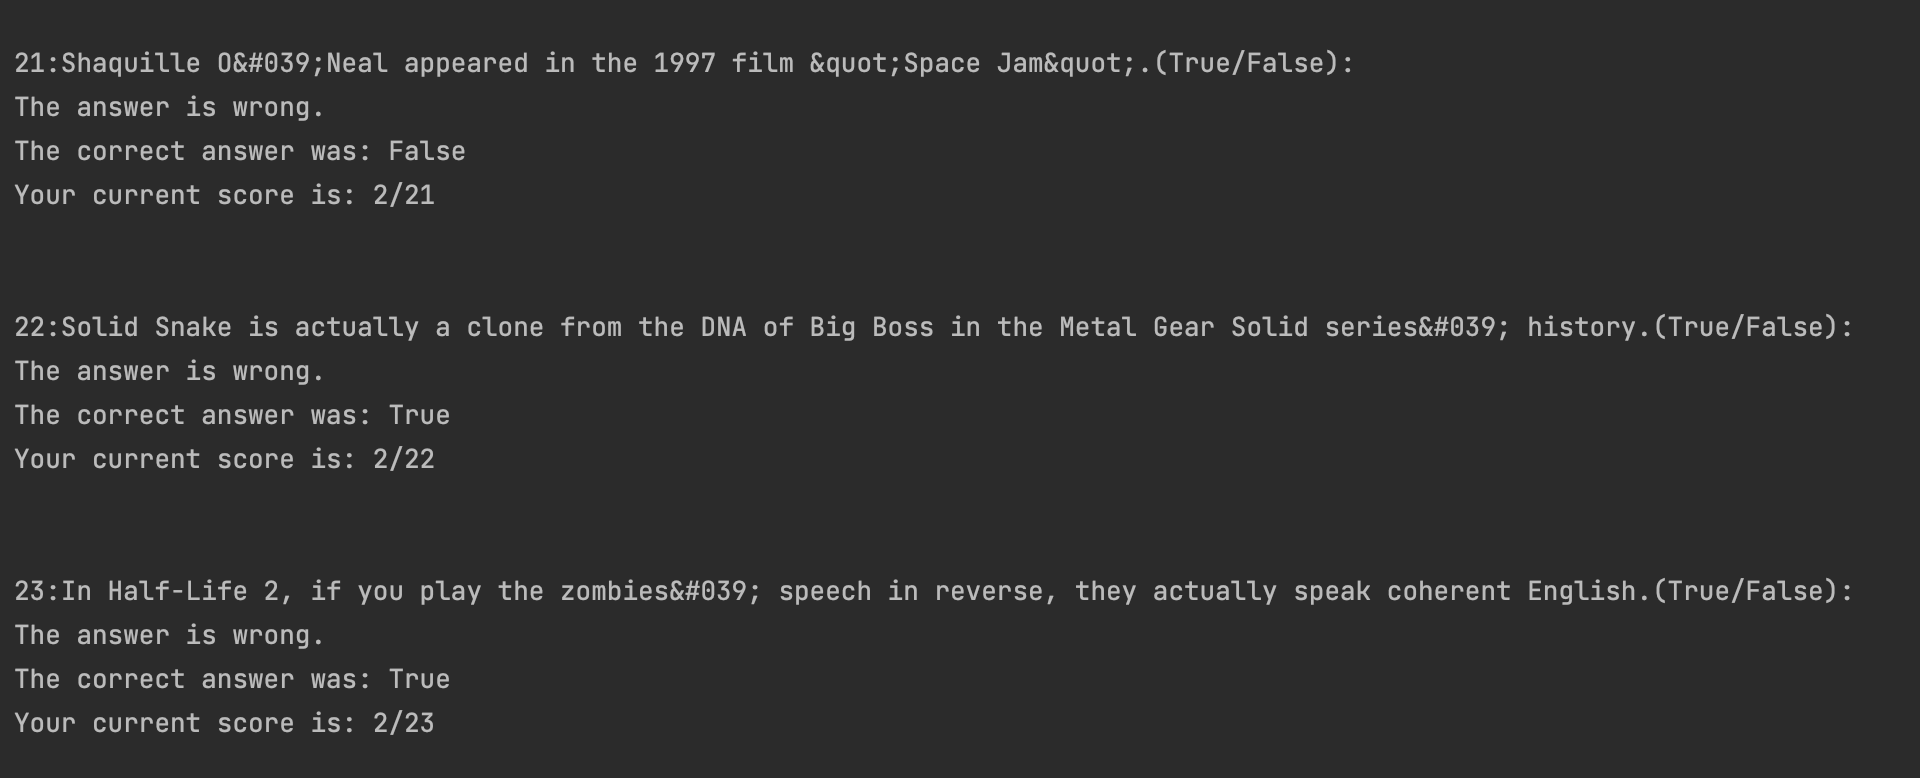 21:Shaquille O&#039;Neal appeared in the 1997 film &quot;Space Jam&quot;.(True/False):
The answer is wrong.
The correct answer was: False
Your current score is: 2/21
22:Solid Snake is actually a clone from the DNA of Big Boss in the Metal Gear Solid series&#039; history.(True/False):
The answer is wrong.
The correct answer was: True
Your current score is: 2/22
23:In Half-Life 2, if you play the zombies&#039; speech in reverse, they actually speak coherent English.(True/False):
The answer is wrong.
The correct answer was: True
Your current score is: 2/23